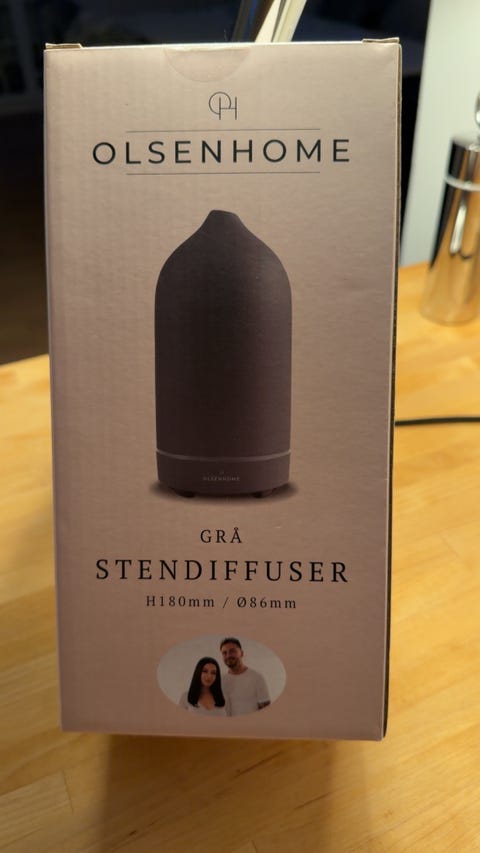 OH
OLSENHOME
OLSENHOME
GRÅ
STENDIFFUSER
H180mm / Ø86mm